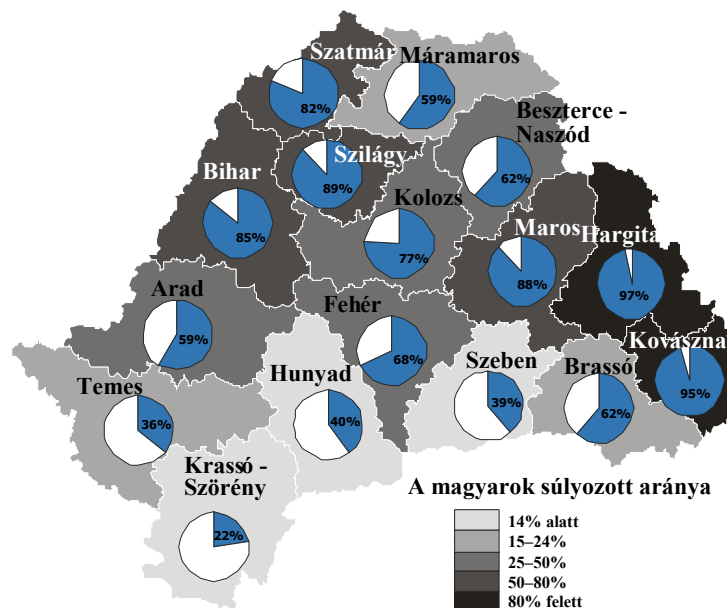 Szatmár
82%
Máramaros
59%
Beszterce -
Naszód
62%
Szilágy
89%
Bihar
85%
Kolozs
77%
Maros
88%
Hargita
97%
Arad
59%
Fehér
68%
Kovászna
95%
Temes
36%
Hunyad
40%
Szeben
39%
Brassó
62%
Krassó -
Szörény
22%
A magyarok súlyozott aránya
14% alatt
15–24%
25–50%
50–80%
80% felett